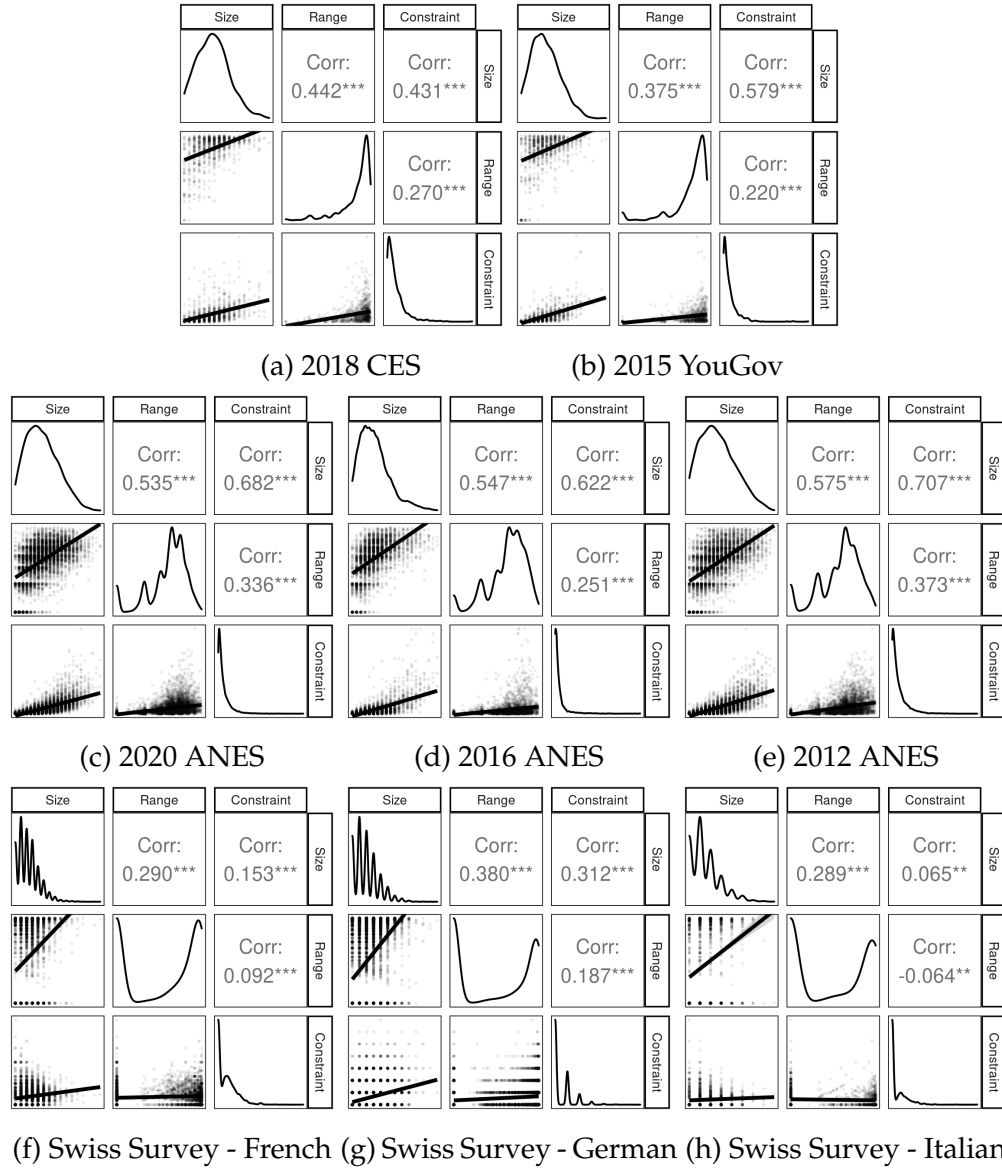 Size Range Constraint Size Range Constraint
Corr: Corr: Size Corr: Corr: Size
0.442*** 0.431*** 0.375*** 0.579***
Corr: Range Corr: Range
0.270*** 0.220***
Constraint Constraint
(a) 2018 CES (b) 2015 YouGov
Size Range Constraint Size Range Constraint Size Range Constraint
Corr: Corr: Size Corr: Corr: Size Corr: Corr: Size
0.535*** 0.682*** 0.547*** 0.622*** 0.575*** 0.707***
Corr: Range Corr: Range Corr: Range
0.336*** 0.251*** 0.373***
Constraint Constraint Constraint
(c) 2020 ANES (d) 2016 ANES (e) 2012 ANES
Size Range Constraint Size Range Constraint Size Range Constraint
Corr: Corr: Size Corr: Corr: Size Corr: Corr: Size
0.290*** 0.153*** 0.380*** 0.312*** 0.289*** 0.065**
Corr: Range Corr: Range Corr: Range
0.092*** 0.187*** -0.064**
Constraint Constraint Constraint
(f) Swiss Survey - French (g) Swiss Survey - German (h) Swiss Survey - Italian